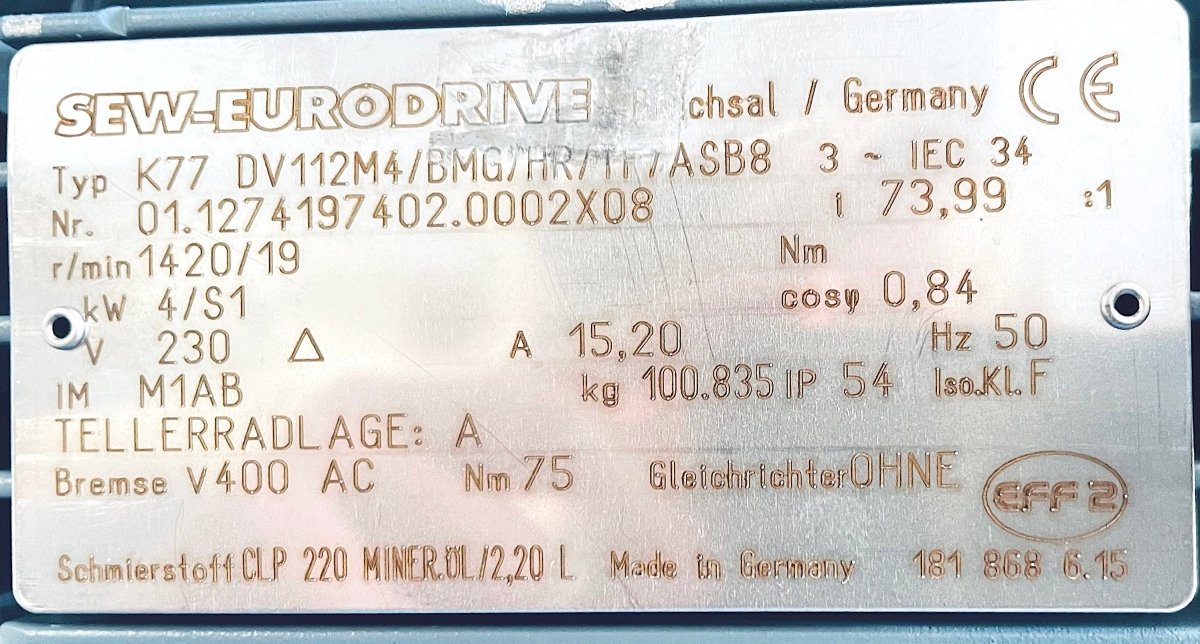 SEW-EURODRIVE Bruchsal / Germany CE
Typ K77 DV112M4/BMG/HR/TF/ASB8 3 ~ IEC 34
Nr. 01.1274197402.0002X08 i 73,99 :1
r/min 1420/19 Nm
kW 4/S1 cosφ 0,84
V 230 △ A 15,20 Hz 50
IM M1AB kg 100.835 IP 54 Iso.Kl. F
TELLERRADLAGE: A
Bremse V 400 AC Nm 75 Gleichrichter OHNE EFF 2
Schmierstoff CLP 220 MINER.ÖL/2,20 L Made in Germany 181 868 6.15